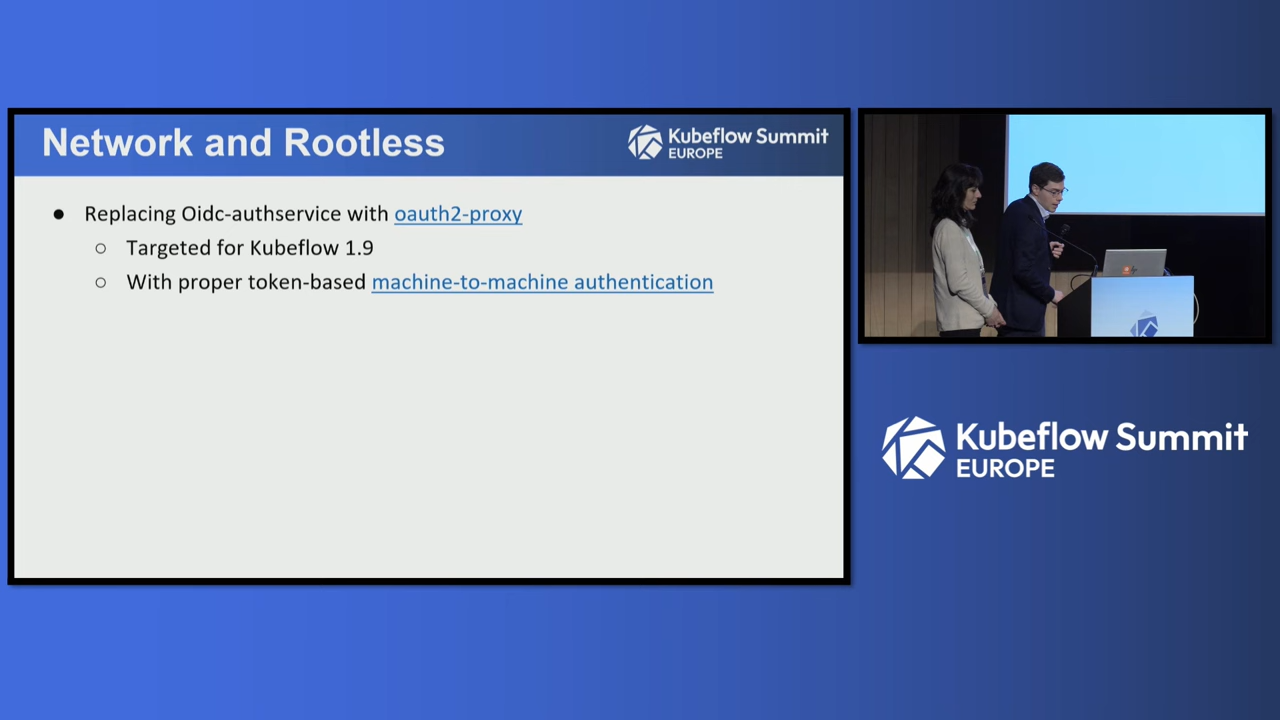 Network and Rootless
Kubeflow Summit
EUROPE
● Replacing Oidc-authservice with oauth2-proxy
○ Targeted for Kubeflow 1.9
○ With proper token-based machine-to-machine authentication
Kubeflow Summit
EUROPE